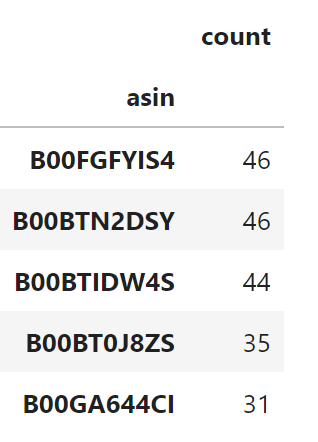 count
asin
B00FGFYIS4 46
B00BTN2DSY 46
B00BTIDW4S 44
B00BT0J8ZS 35
B00GA644CI 31